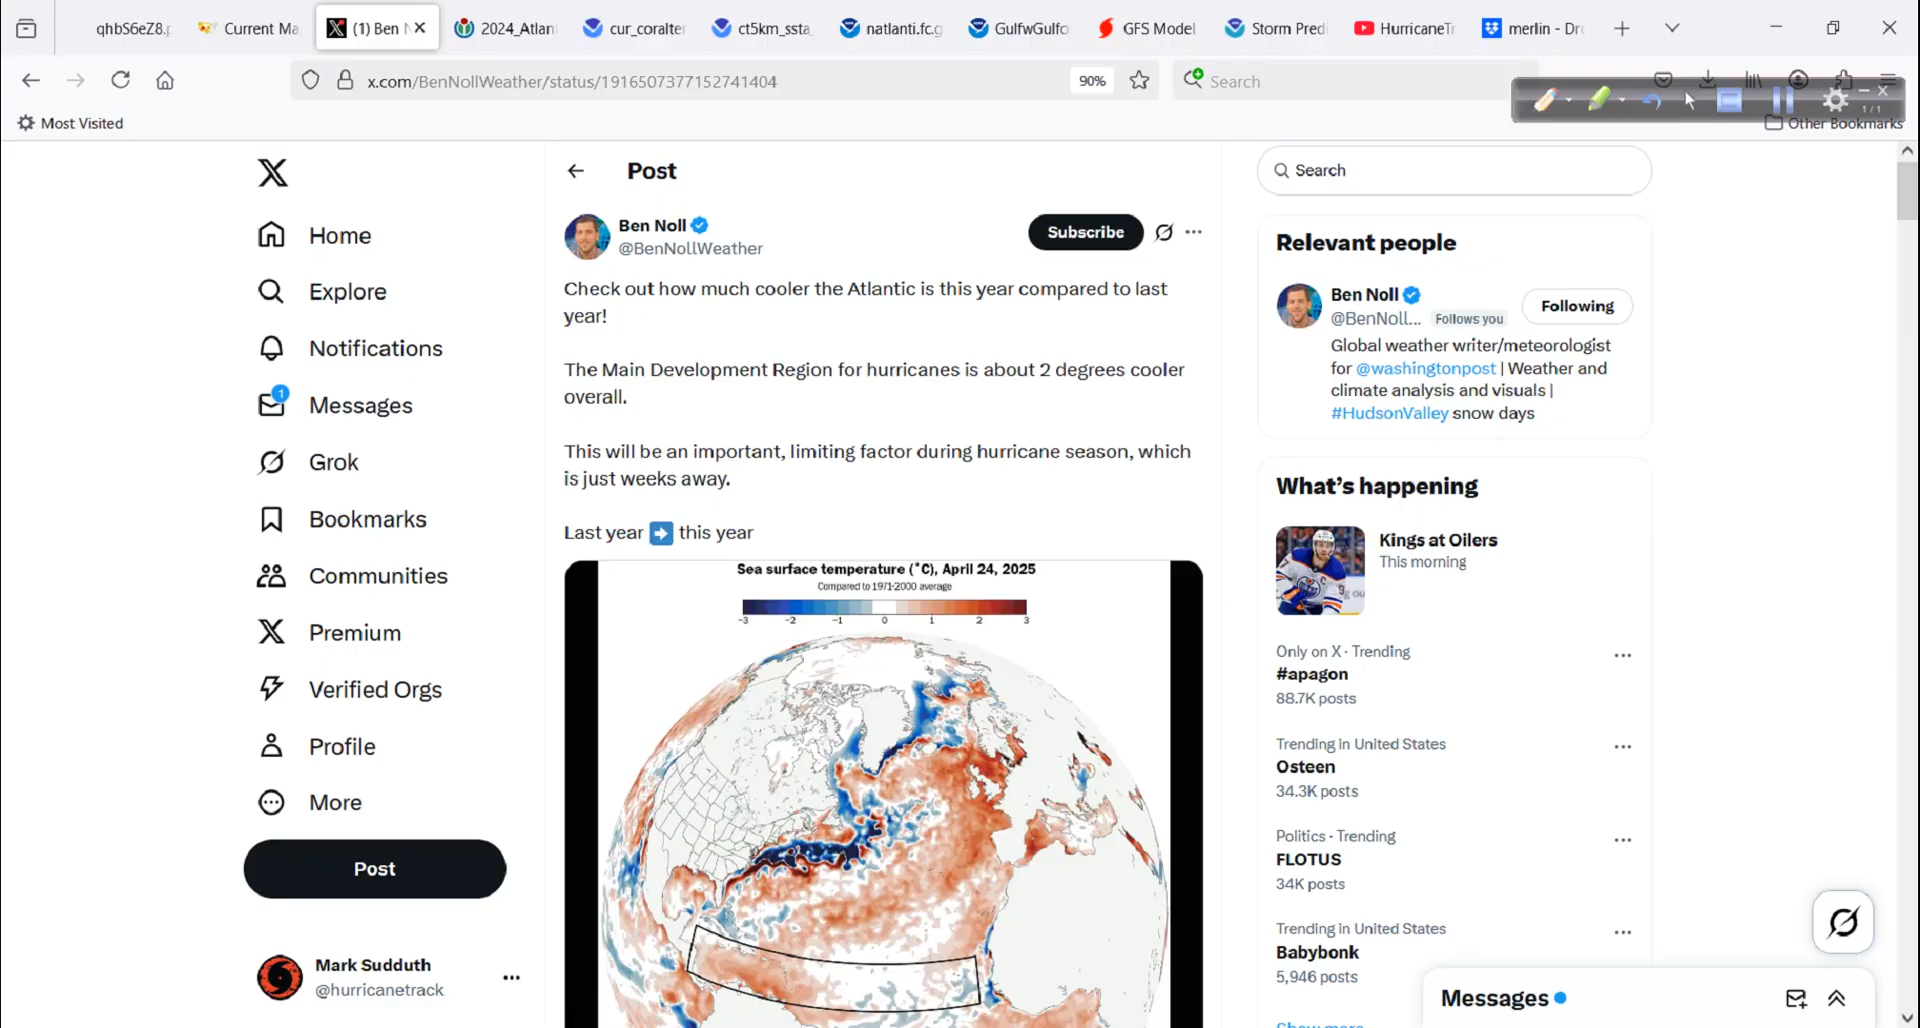 qhbS6eZ8.p
Current Ma
(1) Ben N
2024_Atlan
cur_coralter
ct5km_ssta_
natlanti.fc.g
GulfwGulfo
GFS Model
Storm Predi
HurricaneTr
merlin - Dr
x.com/BenNollWeather/status/1916507377152741404
90%
Search
1/1
Most Visited
Other Bookmarks
Home
Explore
Notifications
1
Messages
Grok
Bookmarks
Communities
Premium
Verified Orgs
Profile
More
Post
Mark Sudduth
@hurricanetrack
Post
Ben Noll
@BenNollWeather
Subscribe
Check out how much cooler the Atlantic is this year compared to last
year!
The Main Development Region for hurricanes is about 2 degrees cooler
overall.
This will be an important, limiting factor during hurricane season, which
is just weeks away.
Last year ➡️ this year
Sea surface temperature (°C), April 24, 2025
Compared to 1971-2000 average
-3 -2 -1 0 1 2 3
Search
Relevant people
Ben Noll
@BenNoll... Follows you
Following
Global weather writer/meteorologist
for @washingtonpost | Weather and
climate analysis and visuals |
#HudsonValley snow days
What's happening
Kings at Oilers
This morning
Only on X · Trending
#apagon
88.7K posts
Trending in United States
Osteen
34.3K posts
Politics · Trending
FLOTUS
34K posts
Trending in United States
Babybonk
5,946 posts
Show more
Messages